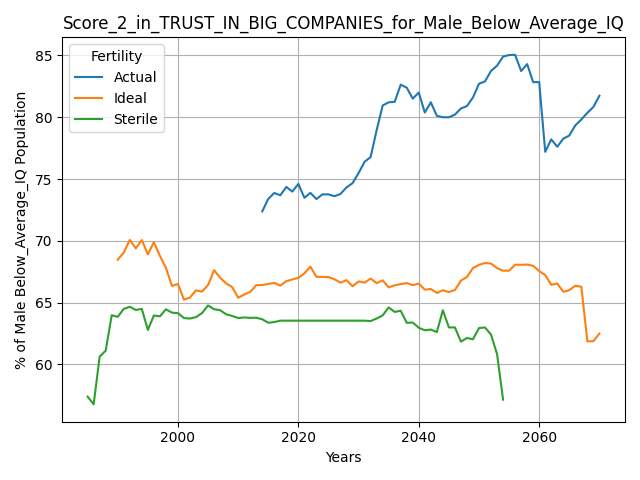 Score_2_in_TRUST_IN_BIG_COMPANIES_for_Male_Below_Average_IQ
Fertility
Actual
Ideal
Sterile
% of Male Below_Average_IQ Population
85
80
75
70
65
60
2000
2020
2040
2060
Years